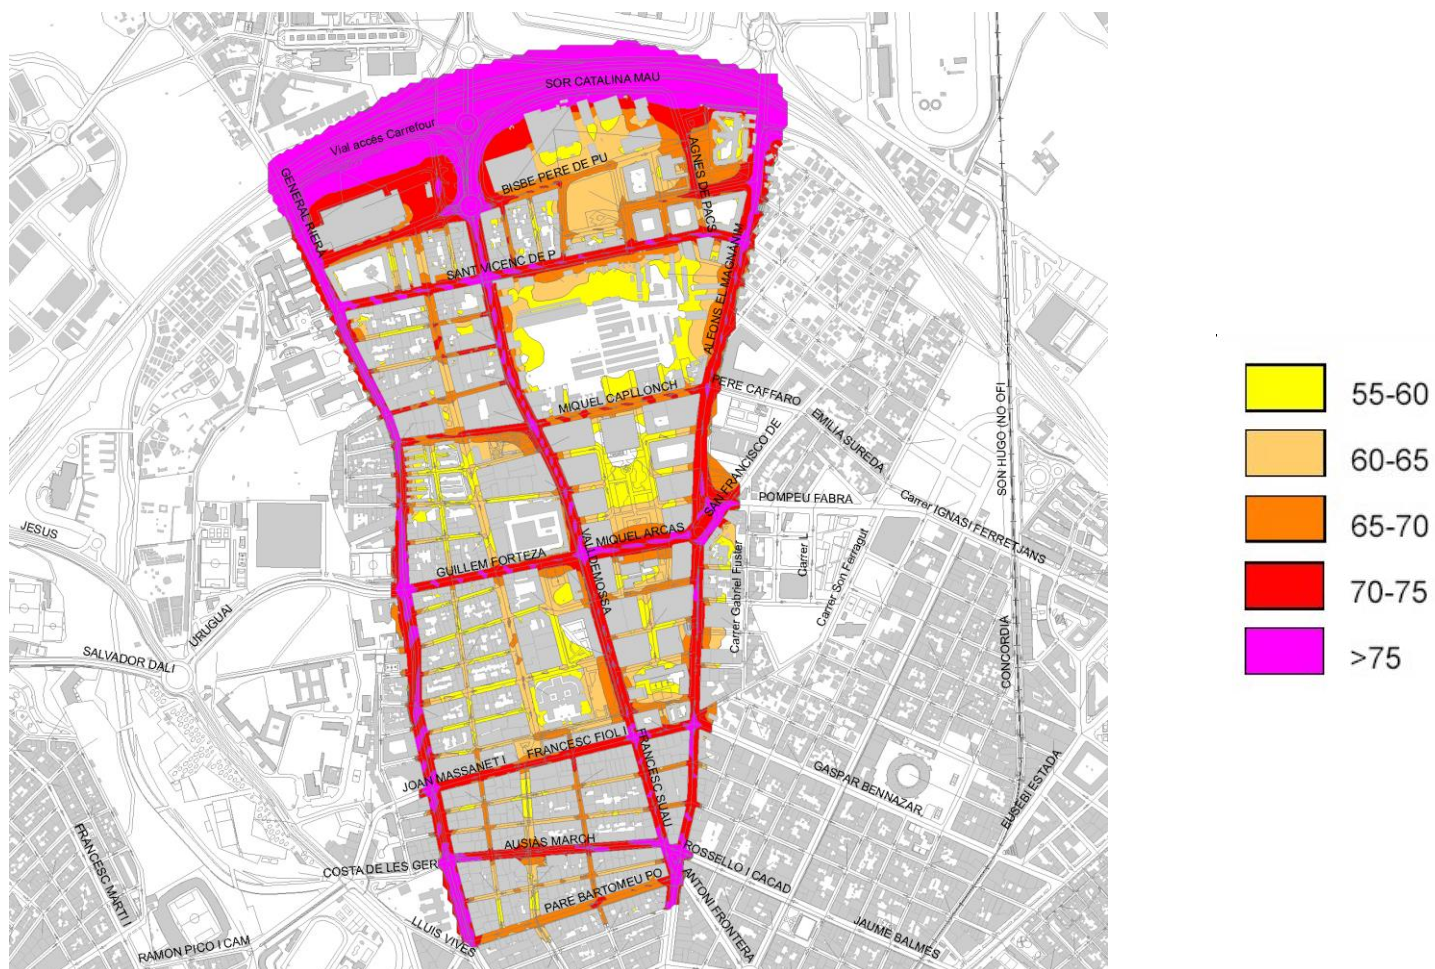 SOR CATALINA MAU
Vial accés Carrefour
GENERAL RIERA
BISBE PERE DE PU
AGNES DE PACS
SANT VICENC DE P
ALFONS EL MAGNANIM
MIQUEL CAPLLONCH
PERE CAFFARO
EMILIA SUREDA
SAN FRANCISCO DE
POMPEU FABRA
Carrer IGNASI FERRETJANS
SON HUGO (NO OFI
JESUS
MIQUEL ARCAS
GUILLEM FORTEZA
VALLDEMOSSA
Carrer Gabriel Fuster
Carrer L
Carrer Son Ferragut
URUGUAI
SALVADOR DALI
CONCORDIA
FRANCESC FIOL I
JOAN MASSANET I
FRANCESC SUAU
GASPAR BENNAZAR
EUSEBI ESTADA
FRANCESC MARTI I
AUSIAS MARCH
COSTA DE LES GER
ROSSELLO I CACAD
PARE BARTOMEU PO
ANTONI FRONTERA
LLUIS VIVES
JAUME BALMES
RAMON PICO I CAM
55-60
60-65
65-70
70-75
>75